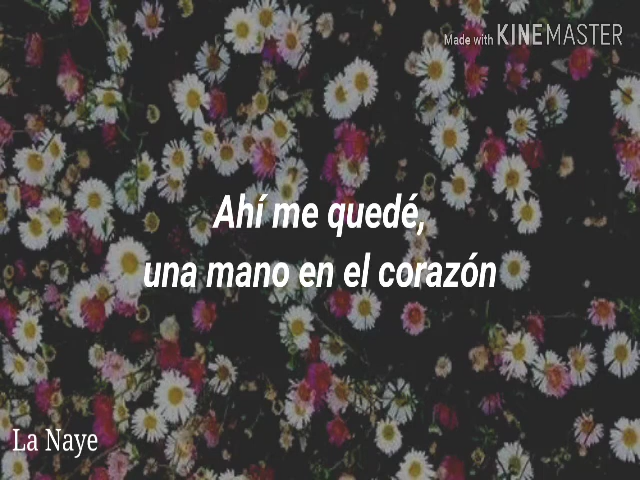 Made with KINEMASTER
Ahí me quedé,
una mano en el corazón
La Naye